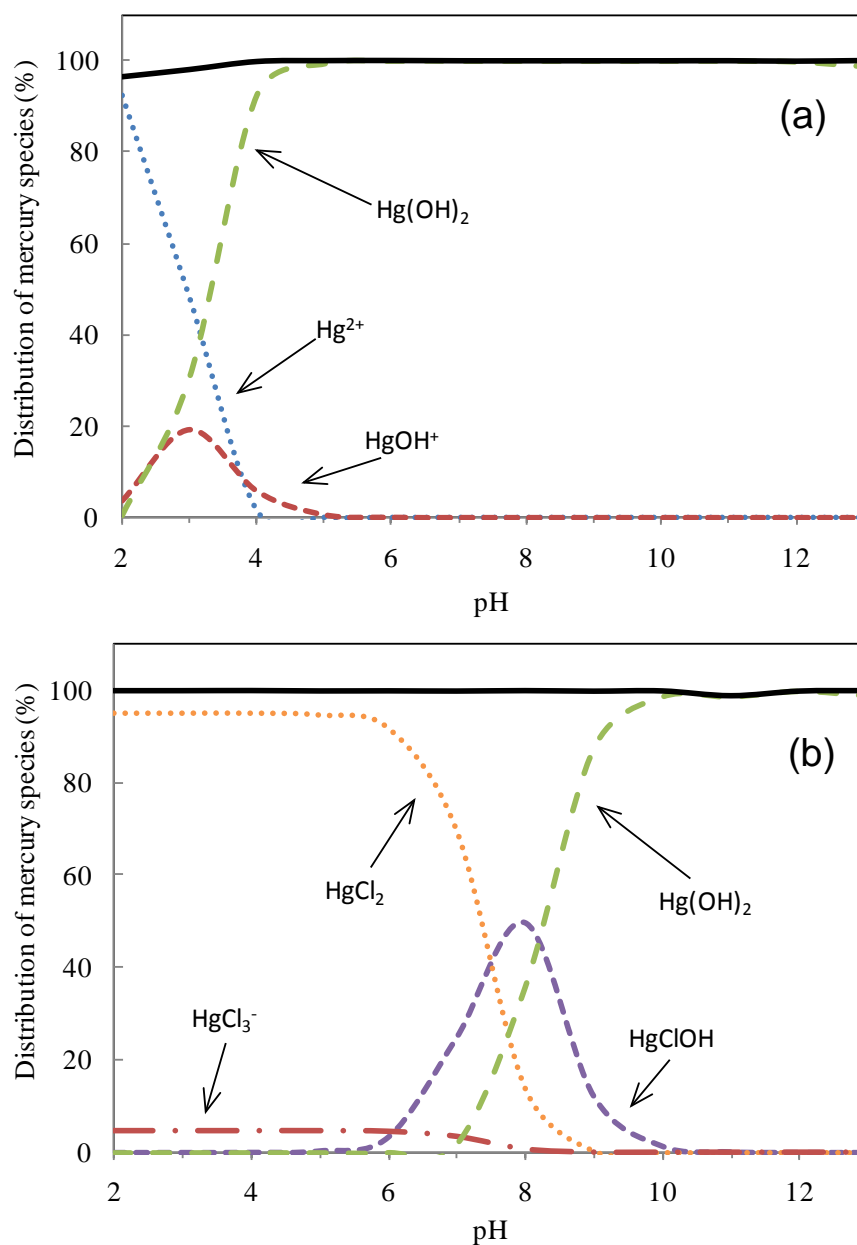 Distribution of mercury species (%)
100
80
60
40
20
0
(a)
Hg(OH)₂
Hg²⁺
HgOH⁺
2 4 6 8 10 12
pH
Distribution of mercury species (%)
100
80
60
40
20
0
(b)
HgCl₂
Hg(OH)₂
HgCl₃⁻
HgClOH
2 4 6 8 10 12
pH